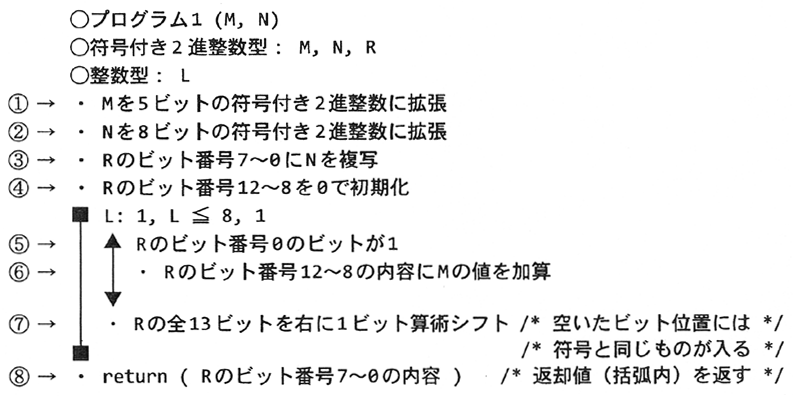 ○プログラム1 (M, N)
○符号付き2進整数型: M, N, R
○整数型: L
① → ・ Mを5ビットの符号付き2進整数に拡張
② → ・ Nを8ビットの符号付き2進整数に拡張
③ → ・ Rのビット番号7〜0にNを複写
④ → ・ Rのビット番号12〜8を0で初期化
■ L: 1, L ≦ 8, 1
⑤ → Rのビット番号0のビットが1
⑥ → ・ Rのビット番号12〜8の内容にMの値を加算
⑦ → ・ Rの全13ビットを右に1ビット算術シフト /* 空いたビット位置には */
/* 符号と同じものが入る */
⑧ → ・ return ( Rのビット番号7〜0の内容 ) /* 返却値(括弧内)を返す */